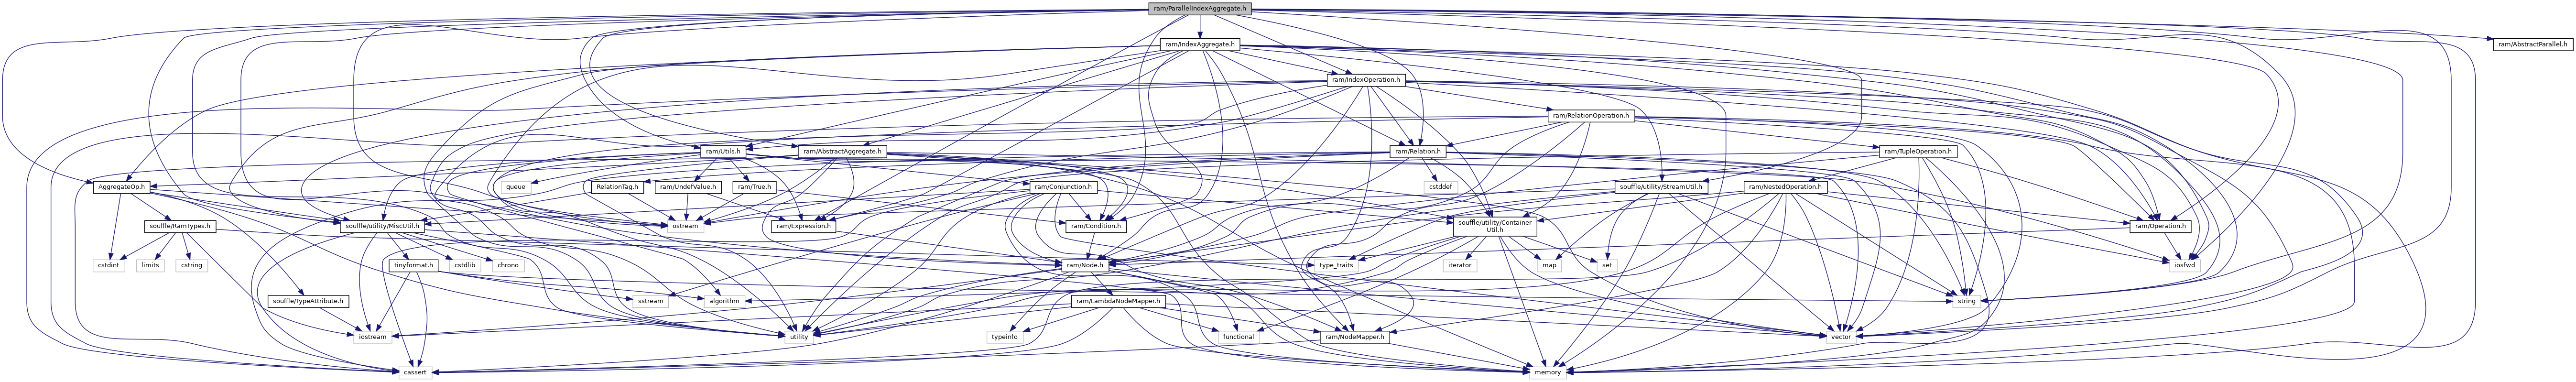 ram/ParallelIndexAggregate.h
ram/IndexAggregate.h
ram/AbstractParallel.h
ram/IndexOperation.h
ram/RelationOperation.h
ram/Utils.h
ram/AbstractAggregate.h
ram/Relation.h
ram/TupleOperation.h
AggregateOp.h
queue
RelationTag.h
ram/UndefValue.h
ram/True.h
ram/Conjunction.h
cstddef
souffle/utility/StreamUtil.h
ram/NestedOperation.h
souffle/RamTypes.h
souffle/utility/MiscUtil.h
ostream
ram/Expression.h
ram/Condition.h
souffle/utility/Container
Util.h
ram/Operation.h
cstdint
limits
cstring
tinyformat.h
cstdlib
chrono
ram/Node.h
type_traits
iterator
map
set
iosfwd
souffle/TypeAttribute.h
sstream
algorithm
ram/LambdaNodeMapper.h
string
iostream
utility
typeinfo
functional
ram/NodeMapper.h
vector
cassert
memory